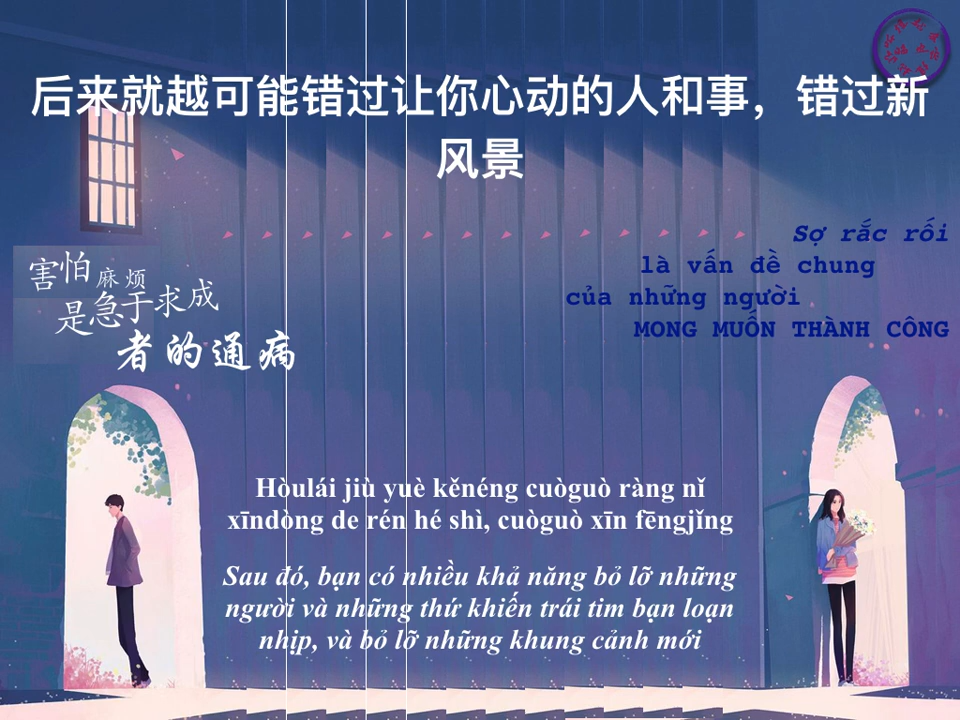 后来就越可能错过让你心动的人和事，错过新
风景
害怕麻烦
是急于求成
者的通病
Sợ rắc rối
là vấn đề chung
của những người
MONG MUỐN THÀNH CÔNG
Hòulái jiù yuè kěnéng cuòguò ràng nǐ
xīndòng de rén hé shì, cuòguò xīn fēngjǐng
Sau đó, bạn có nhiều khả năng bỏ lỡ những
người và những thứ khiến trái tim bạn loạn
nhịp, và bỏ lỡ những khung cảnh mới